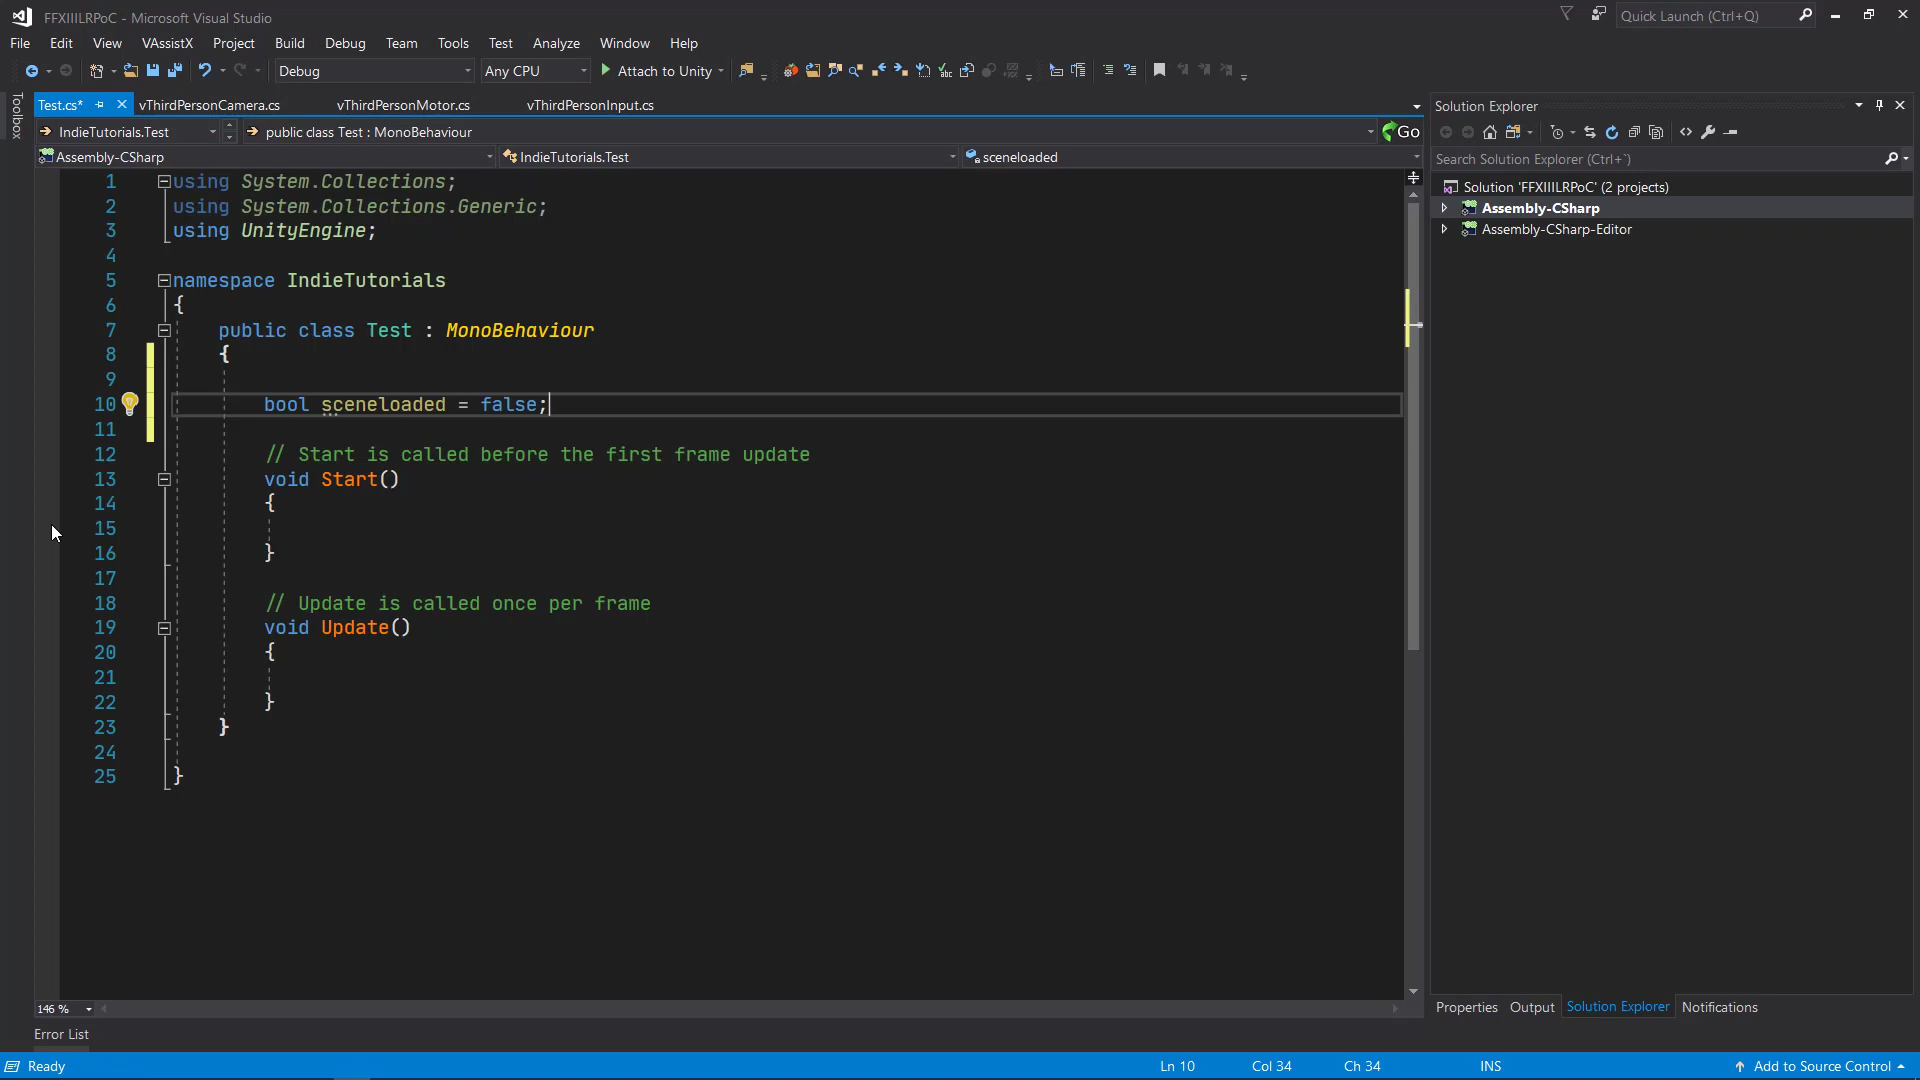 FFXIIILRPoC - Microsoft Visual Studio
Quick Launch (Ctrl+Q)
File Edit View VAssistX Project Build Debug Team Tools Test Analyze Window Help
Debug Any CPU Attach to Unity
Test.cs* vThirdPersonCamera.cs vThirdPersonMotor.cs vThirdPersonInput.cs
IndieTutorials.Test public class Test : MonoBehaviour Go
Assembly-CSharp IndieTutorials.Test sceneloaded
Toolbox
1 using System.Collections;
2 using System.Collections.Generic;
3 using UnityEngine;
4
5 namespace IndieTutorials
6 {
7 public class Test : MonoBehaviour
8 {
9
10 bool sceneloaded = false;
11
12 // Start is called before the first frame update
13 void Start()
14 {
15
16 }
17
18 // Update is called once per frame
19 void Update()
20 {
21
22 }
23 }
24
25 }
146 %
Error List
Solution Explorer
Search Solution Explorer (Ctrl+`)
Solution 'FFXIIILRPoC' (2 projects)
Assembly-CSharp
Assembly-CSharp-Editor
Properties Output Solution Explorer Notifications
Ready Ln 10 Col 34 Ch 34 INS Add to Source Control